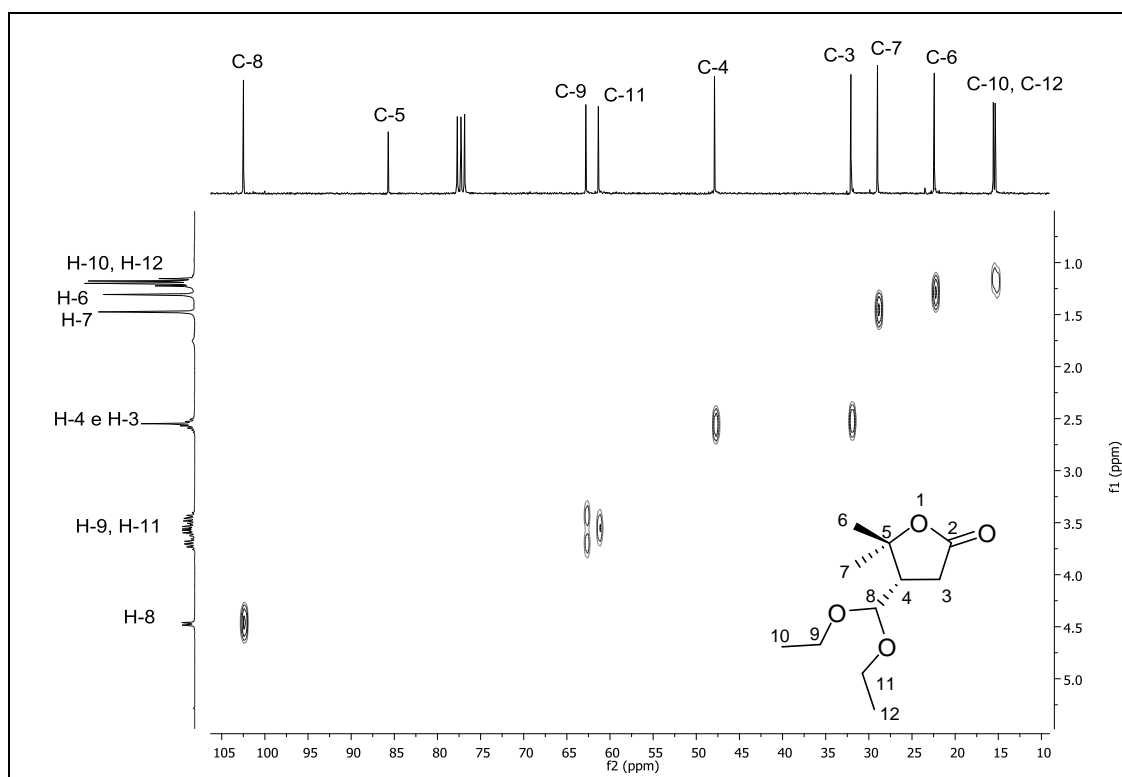 C-8
C-5
C-9
C-11
C-4
C-3
C-7
C-6
C-10, C-12
H-10, H-12
H-6
H-7
H-4 e H-3
H-9, H-11
H-8
1.0
1.5
2.0
2.5
3.0
3.5
4.0
4.5
5.0
f1 (ppm)
1
6
O
2
5
O
7
8
4
3
O
10
9
O
11
12
105 100 95 90 85 80 75 70 65 60 55 50 45 40 35 30 25 20 15 10
f2 (ppm)